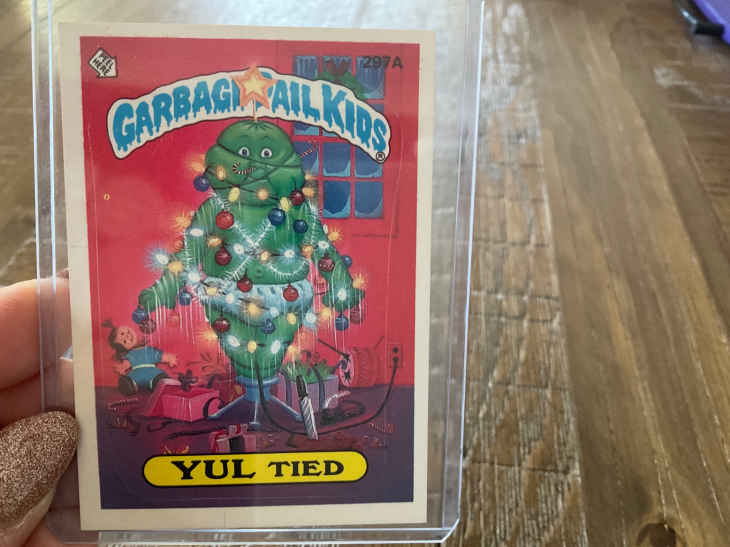 297A
GARBAGE PAIL KIDS
®
YUL TIED